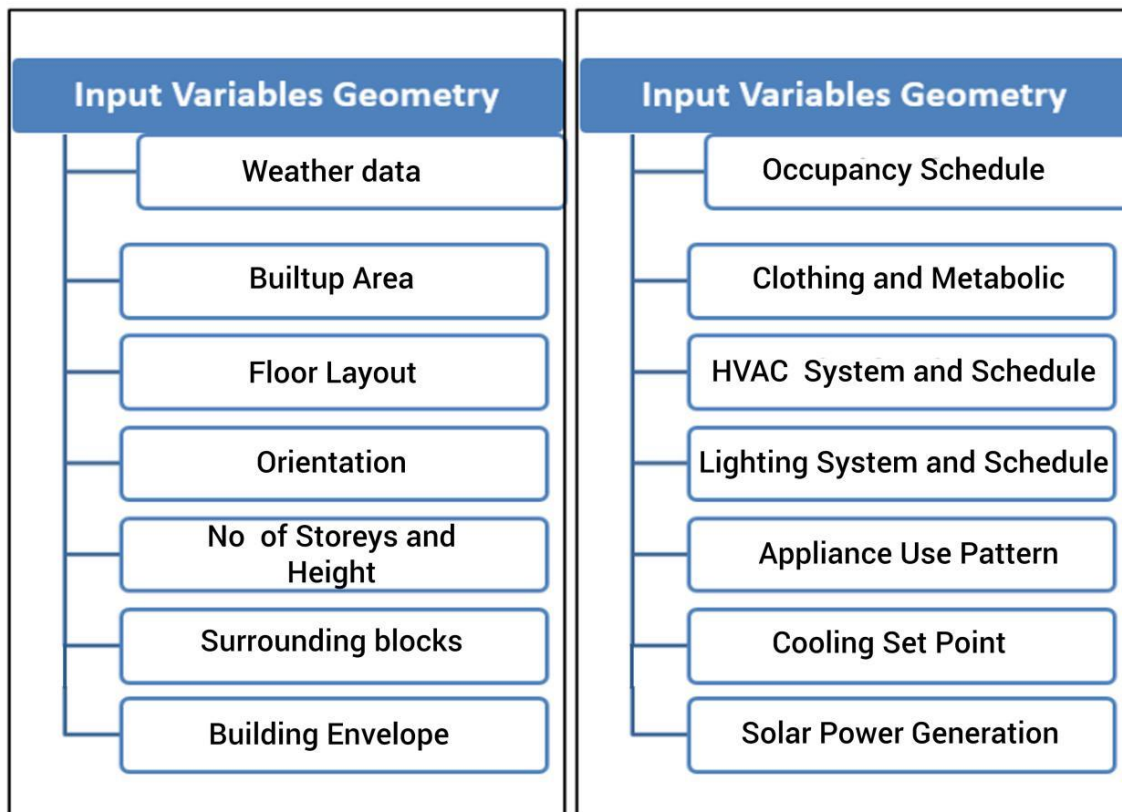 Input Variables Geometry
Weather data
Builtup Area
Floor Layout
Orientation
No of Storeys and
Height
Surrounding blocks
Building Envelope
Input Variables Geometry
Occupancy Schedule
Clothing and Metabolic
HVAC System and Schedule
Lighting System and Schedule
Appliance Use Pattern
Cooling Set Point
Solar Power Generation